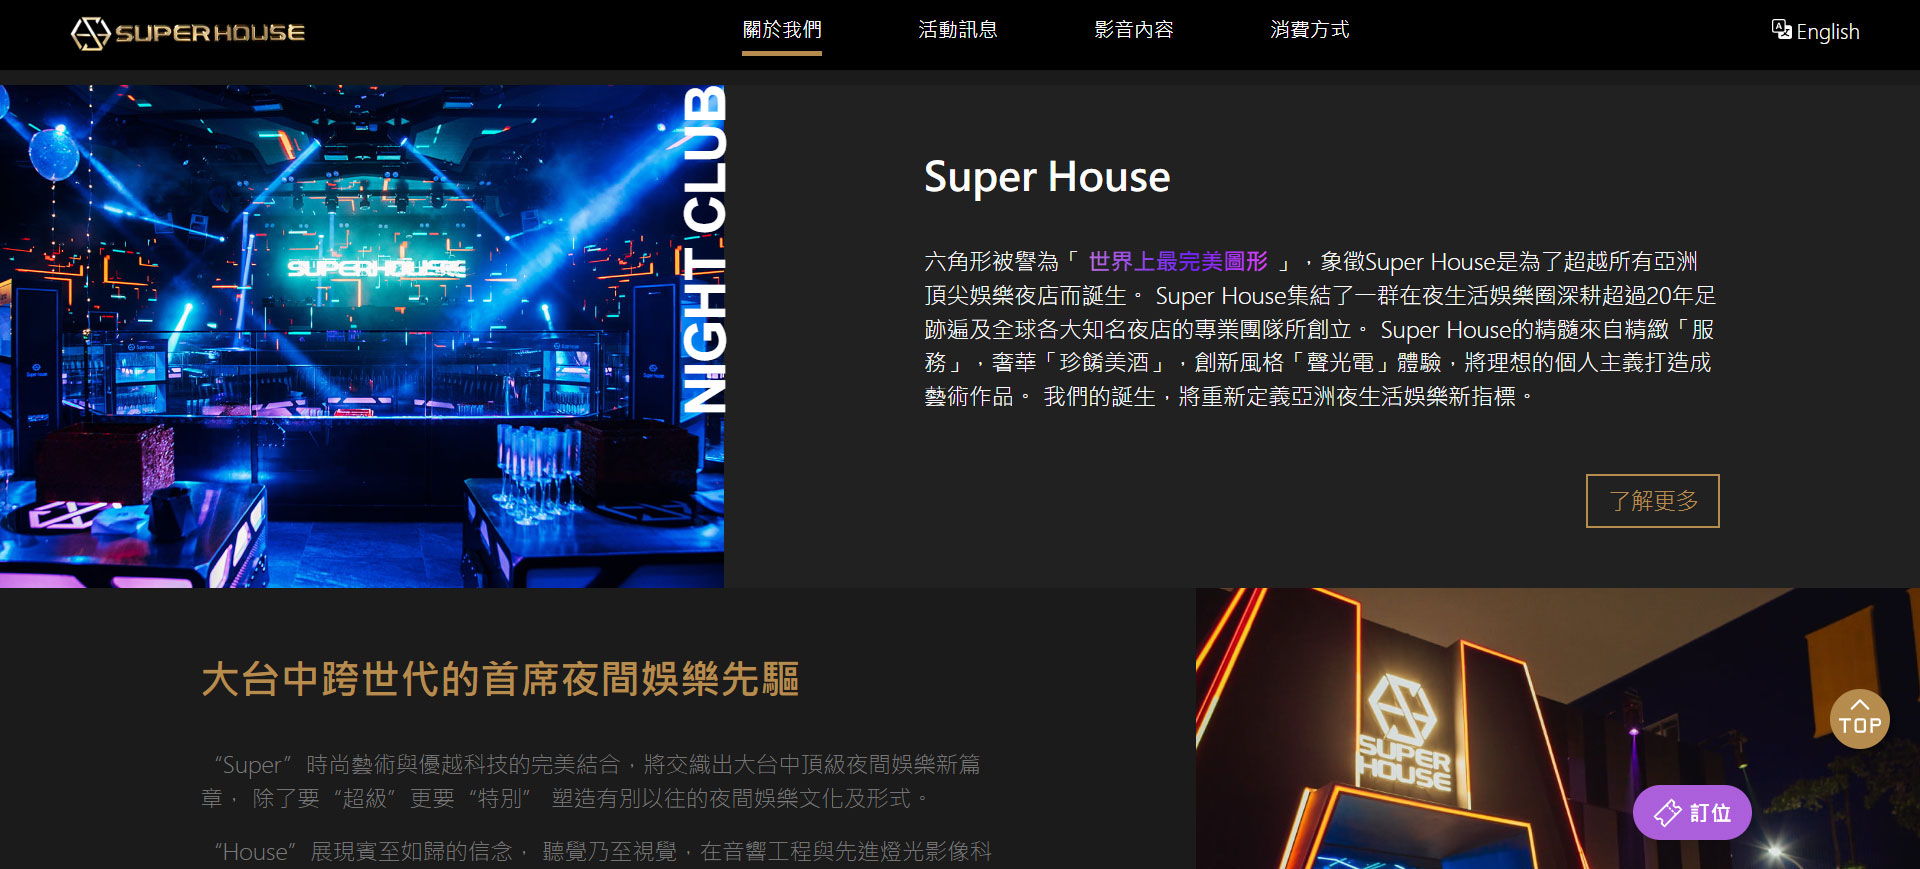 SUPERHOUSE
關於我們
活動訊息
影音內容
消費方式
English
NIGHT CLUB
SUPERHOUSE
Super House
六角形被譽為「 世界上最完美圖形 」，象徵Super House是為了超越所有亞洲
頂尖娛樂夜店而誕生。 Super House集結了一群在夜生活娛樂圈深耕超過20年足
跡遍及全球各大知名夜店的專業團隊所創立。 Super House的精髓來自精緻「服
務」，奢華「珍餚美酒」，創新風格「聲光電」體驗，將理想的個人主義打造成
藝術作品。 我們的誕生，將重新定義亞洲夜生活娛樂新指標。
了解更多
大台中跨世代的首席夜間娛樂先驅
“Super” 時尚藝術與優越科技的完美結合，將交織出大台中頂級夜間娛樂新篇
章， 除了要“超級”更要“特別” 塑造有別以往的夜間娛樂文化及形式。
“House” 展現賓至如歸的信念， 聽覺乃至視覺，在音響工程與先進燈光影像科
SUPER
HOUSE
TOP
訂位